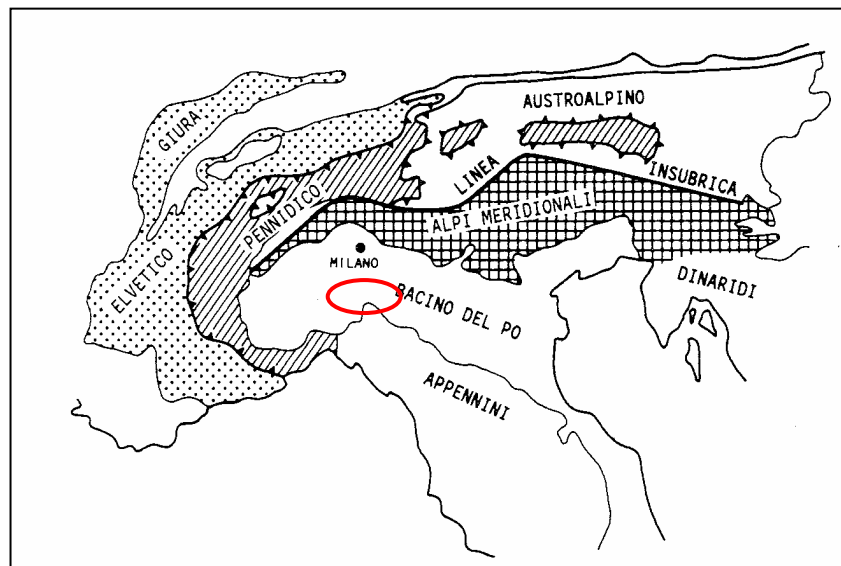 AUSTROALPINO
GIURA
LINEA
INSUBRICA
PENNIDICO
ALPI MERIDIONALI
MILANO
ELVETICO
DINARIDI
BACINO DEL PO
APPENNINI